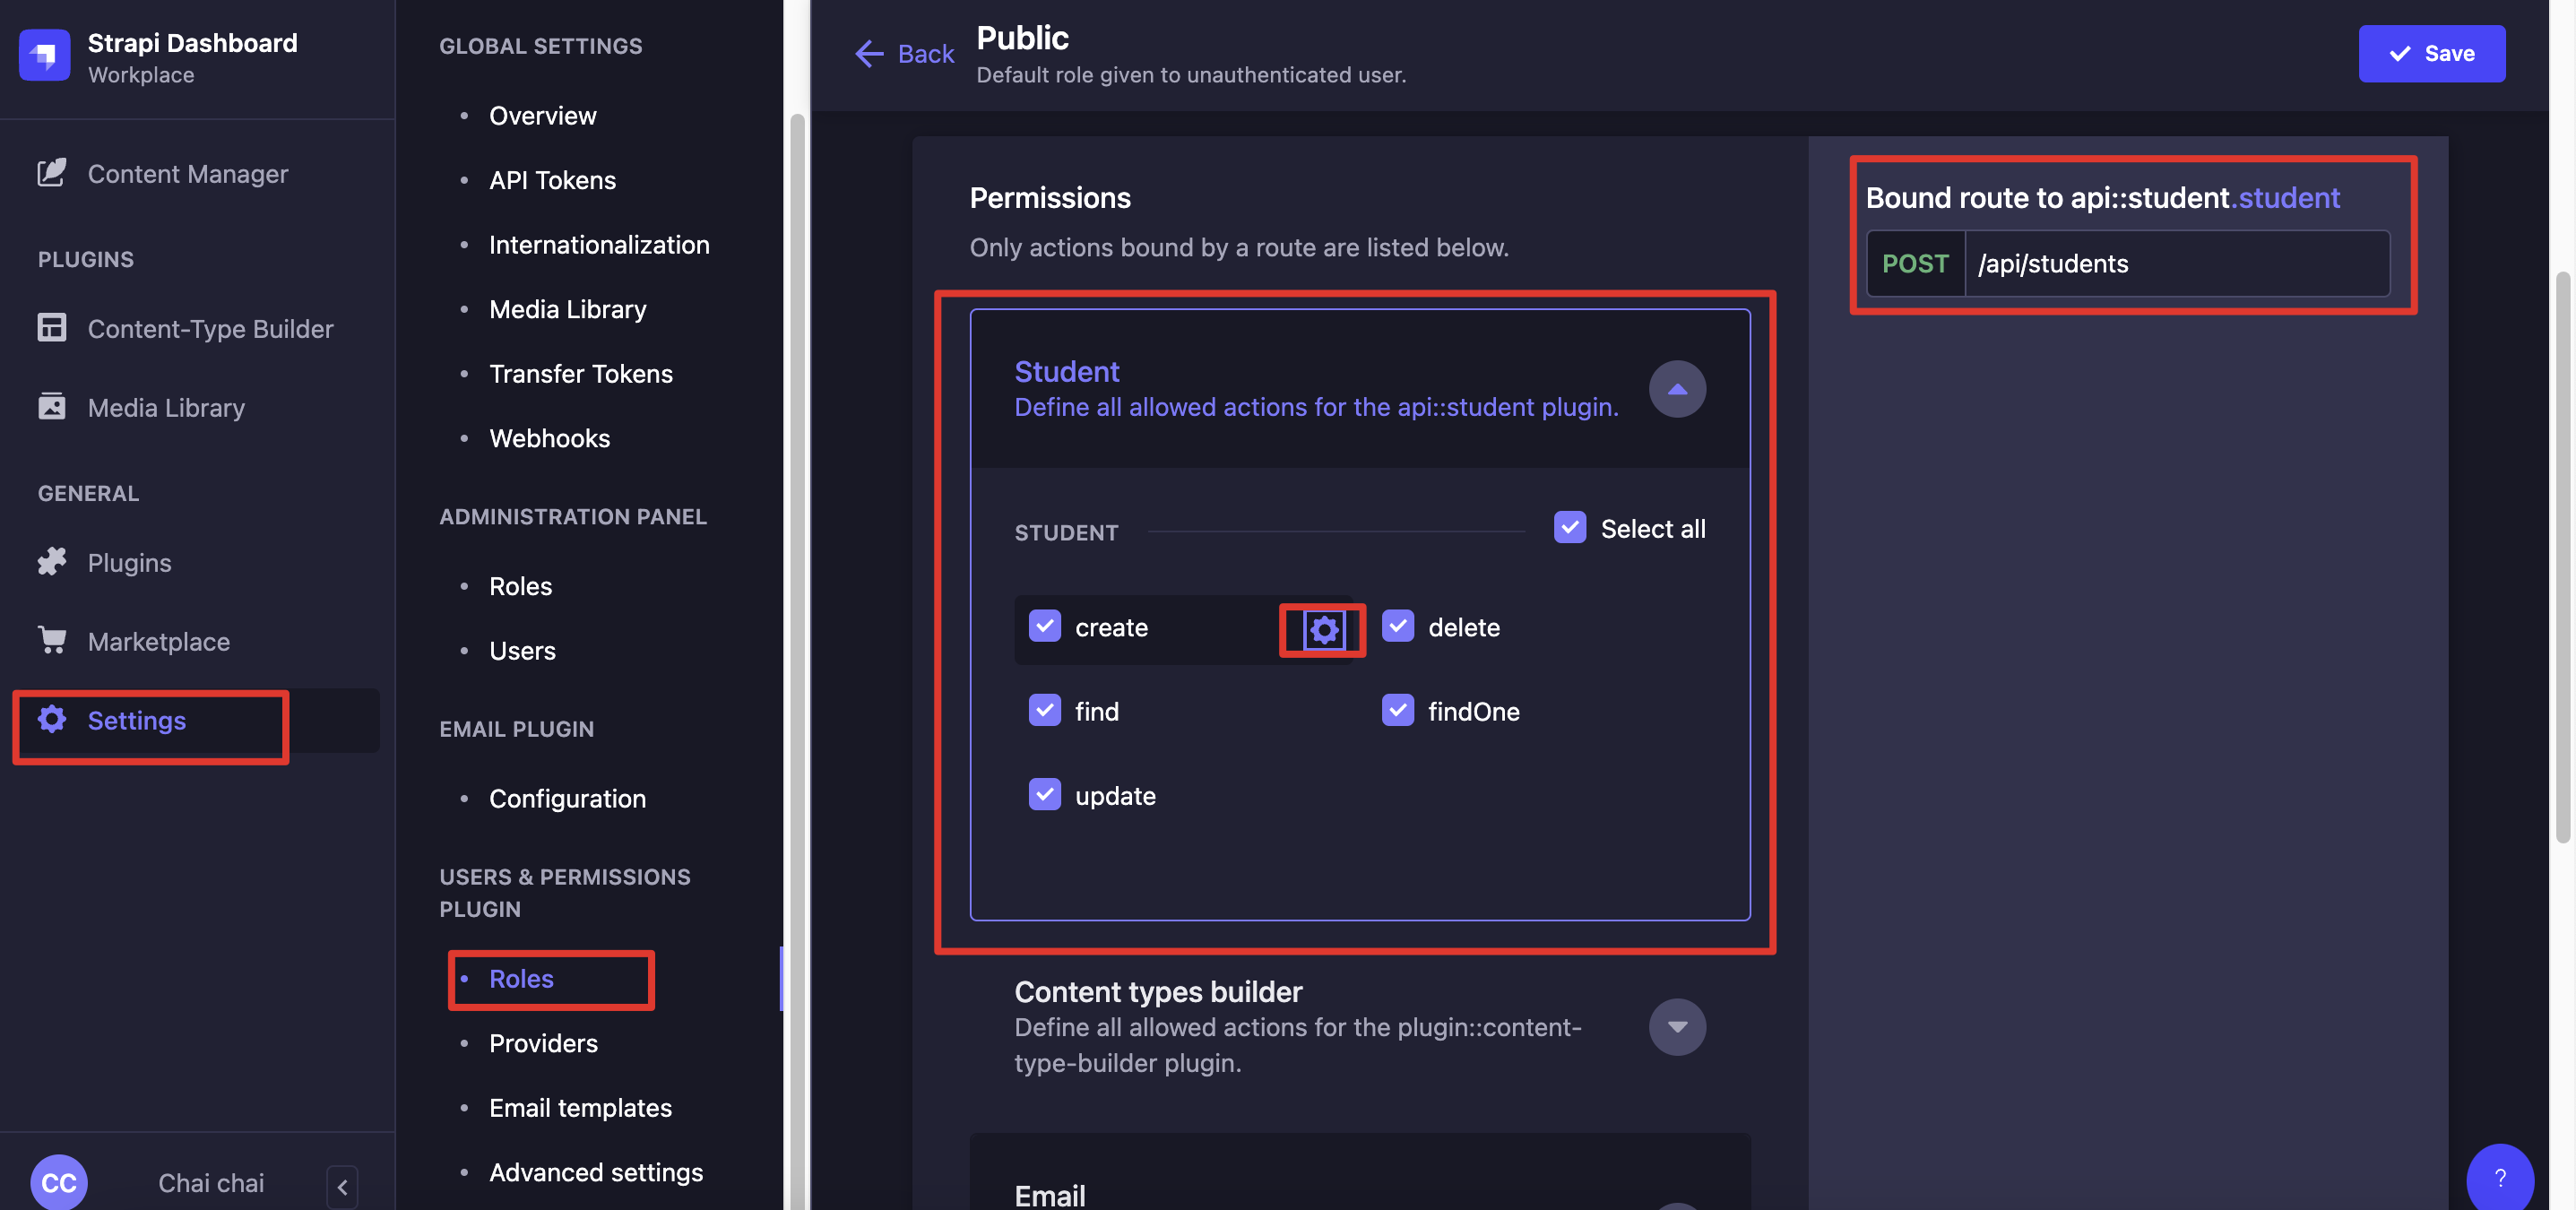 Strapi Dashboard
Workplace
Content Manager
PLUGINS
Content-Type Builder
Media Library
GENERAL
Plugins
Marketplace
Settings
CC
Chai chai
GLOBAL SETTINGS
Overview
API Tokens
Internationalization
Media Library
Transfer Tokens
Webhooks
ADMINISTRATION PANEL
Roles
Users
EMAIL PLUGIN
Configuration
USERS & PERMISSIONS
PLUGIN
Roles
Providers
Email templates
Advanced settings
Back
Public
Default role given to unauthenticated user.
Save
Permissions
Only actions bound by a route are listed below.
Student
Define all allowed actions for the api::student plugin.
STUDENT
Select all
create
delete
find
findOne
update
Content types builder
Define all allowed actions for the plugin::content-
type-builder plugin.
Email
Bound route to api::student.student
POST /api/students
?